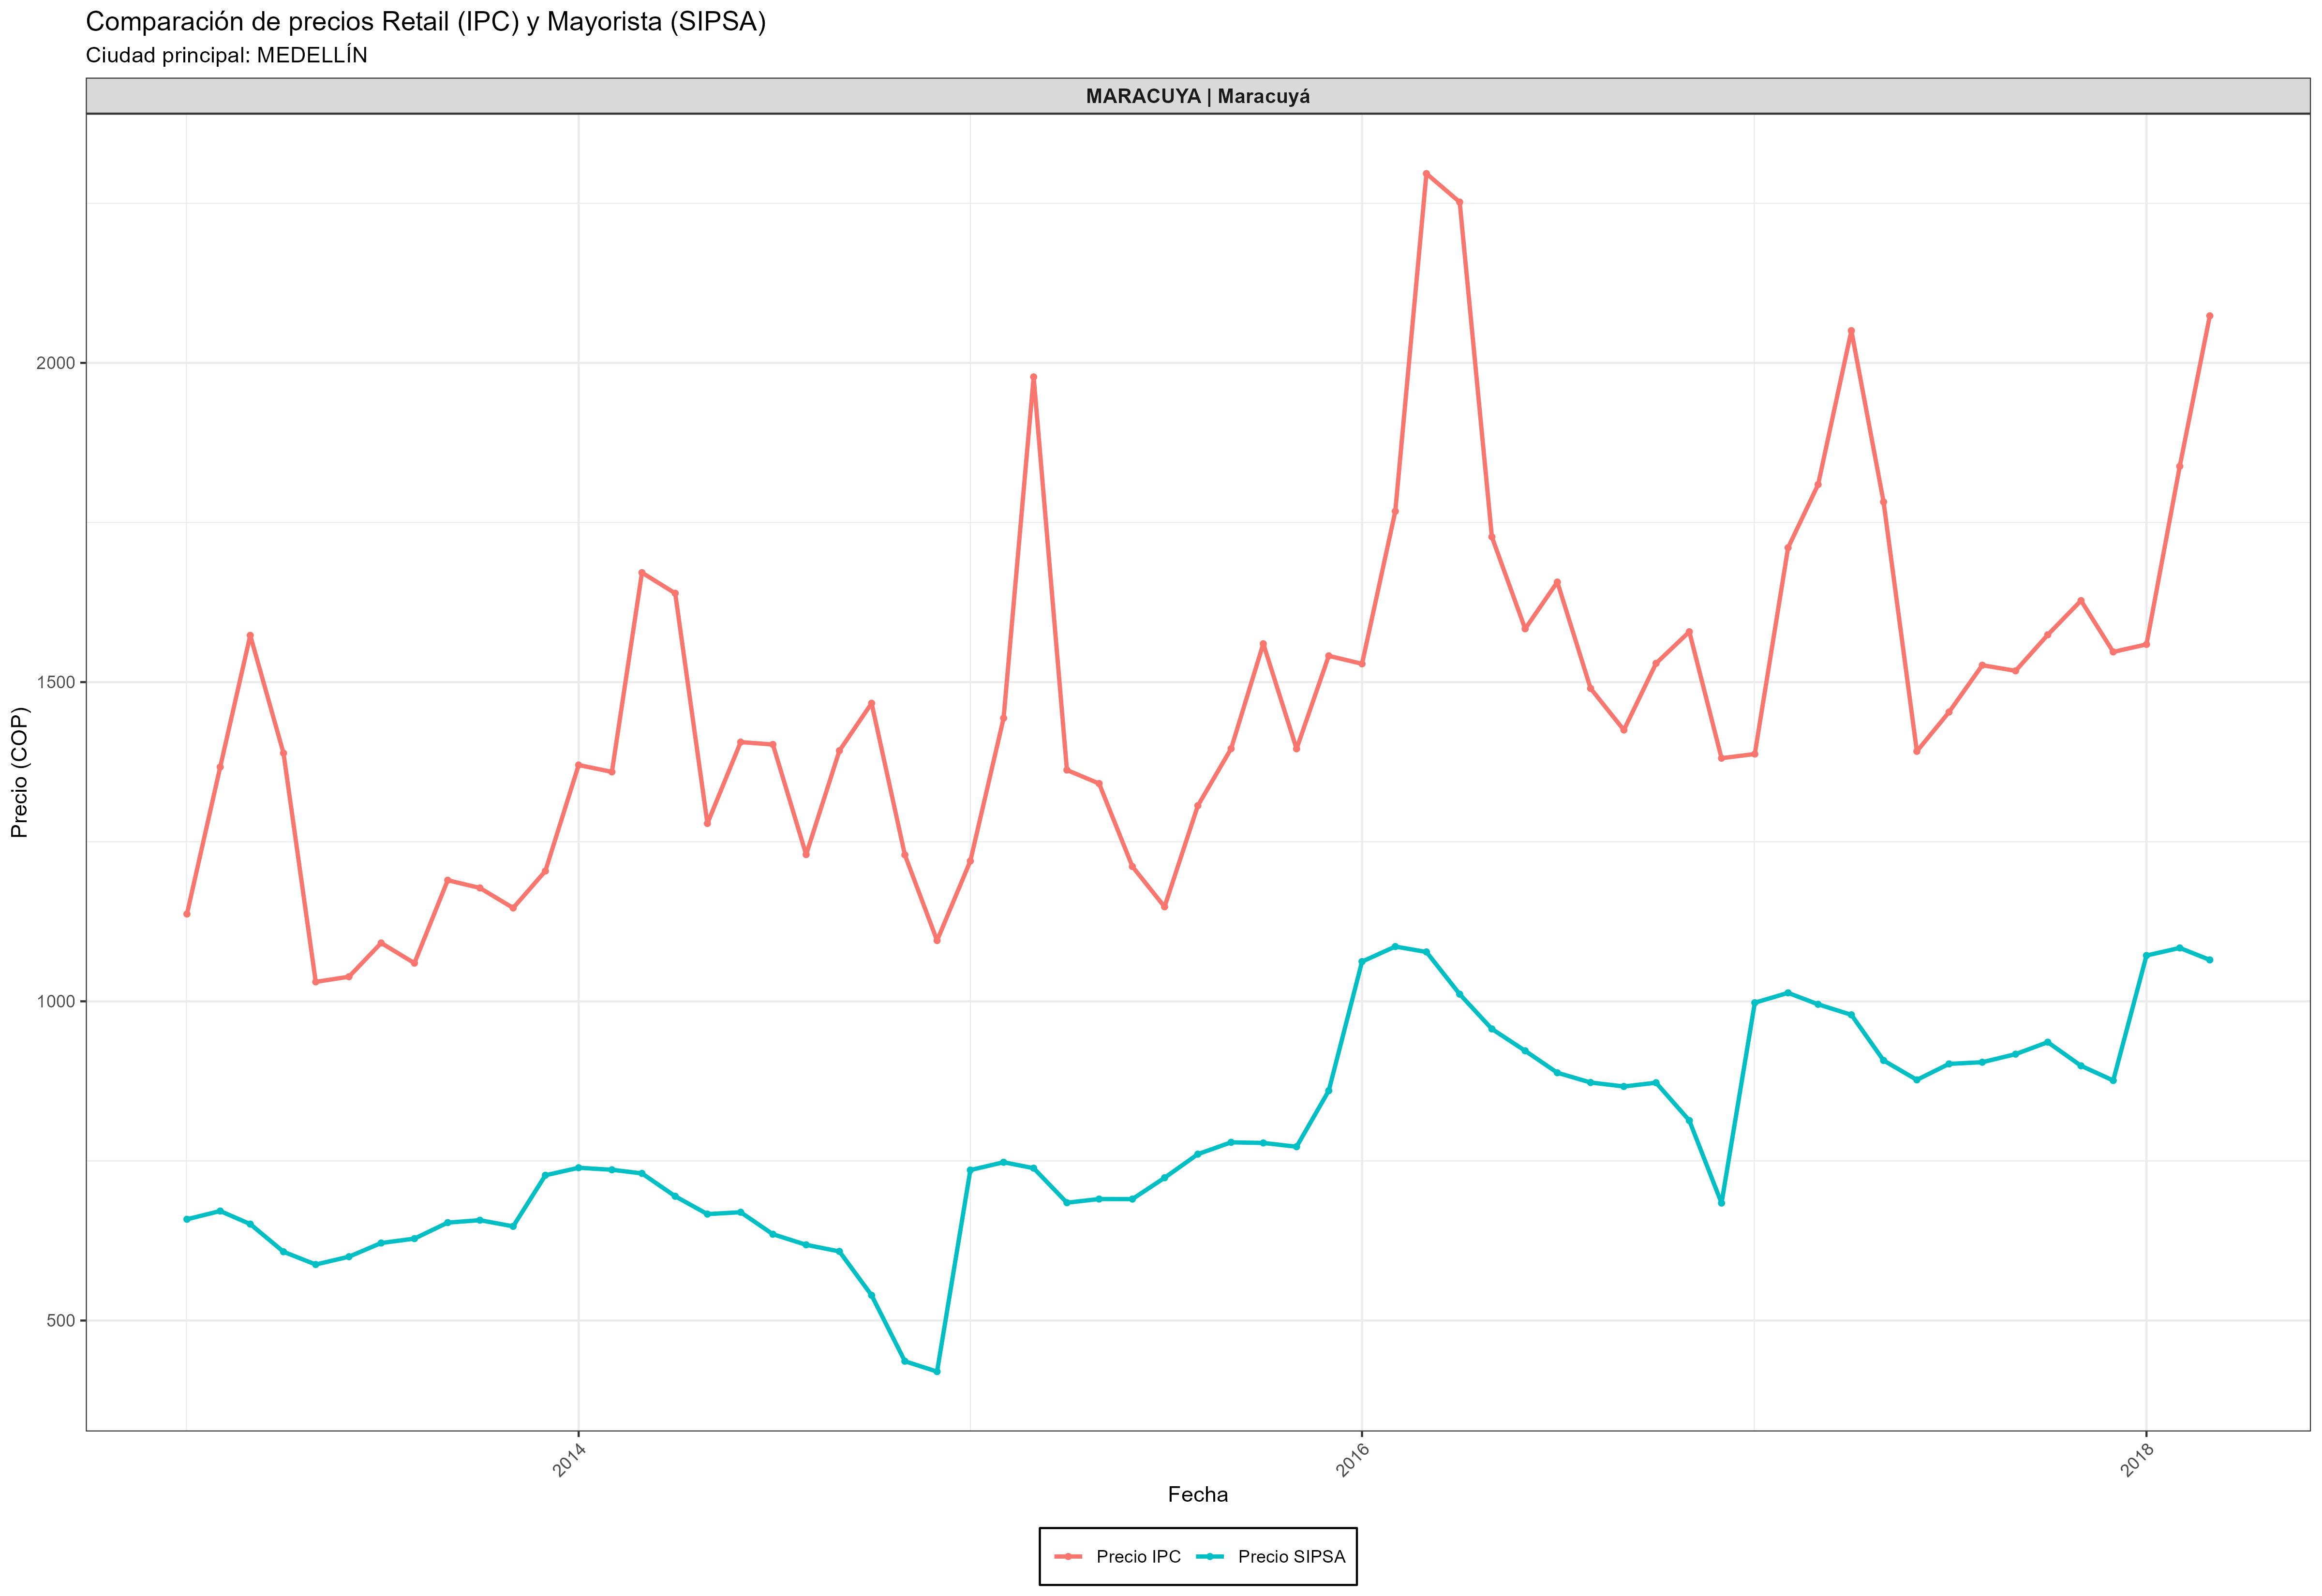 Comparación de precios Retail (IPC) y Mayorista (SIPSA)
Ciudad principal: MEDELLÍN
MARACUYA | Maracuyá
Precio (COP)
2000
1500
1000
500
2014
2016
2018
Fecha
Precio IPC
Precio SIPSA